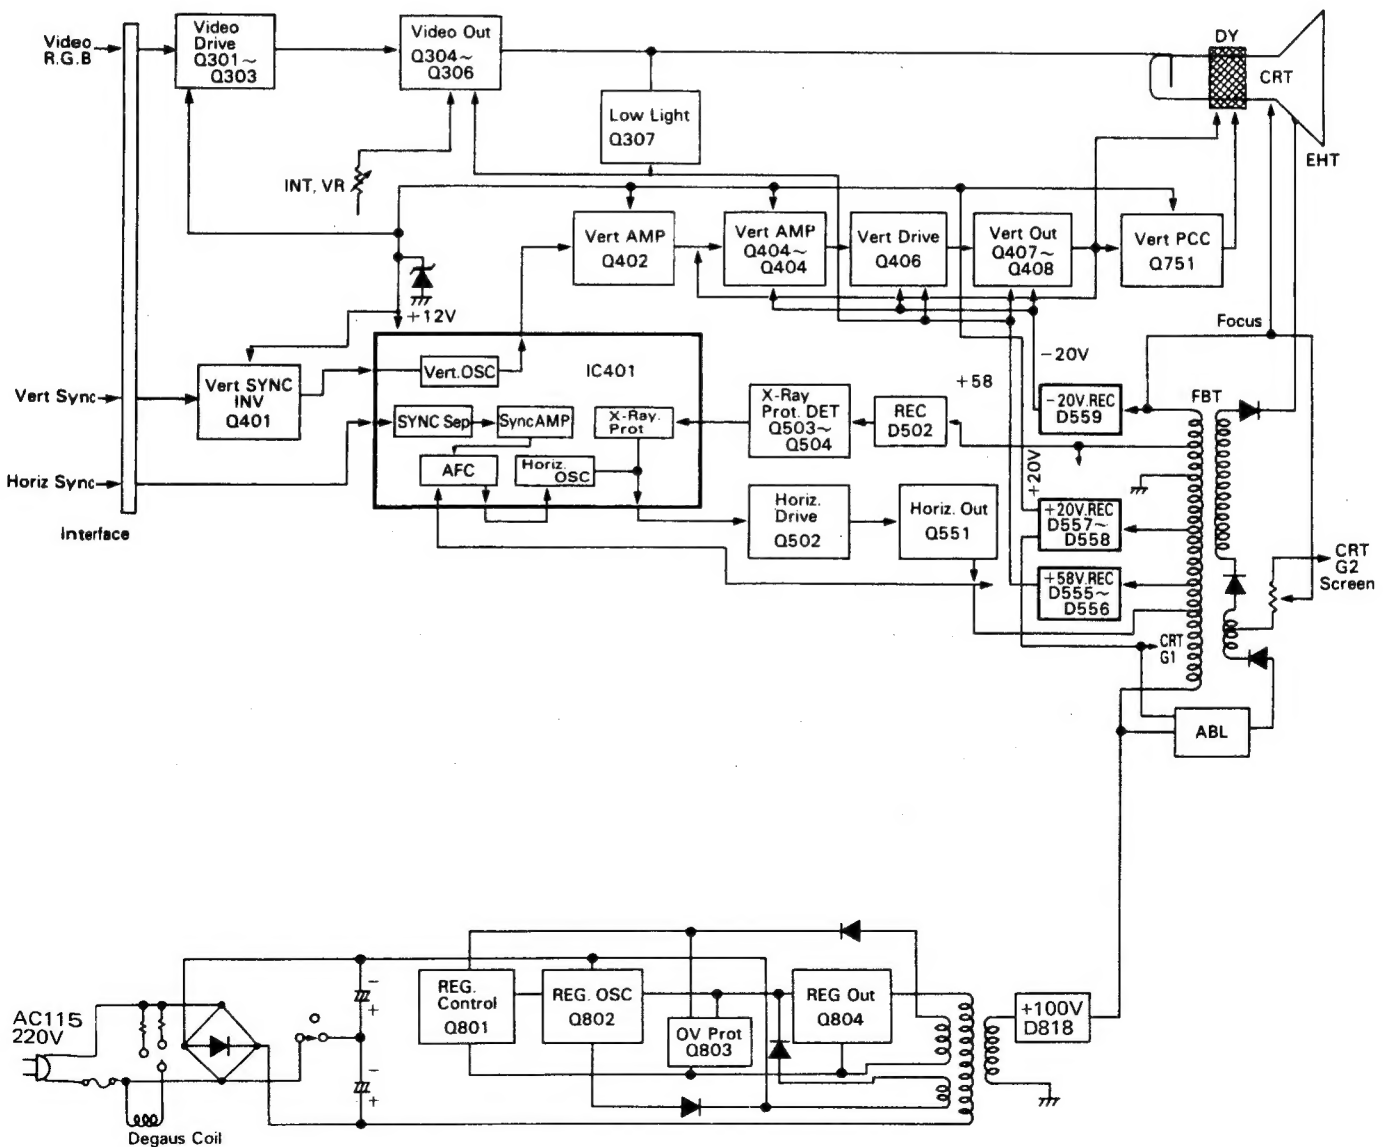 Video
R.G.B
Video
Drive
Q301～
Q303
Video Out
Q304～
Q306
Low Light
Q307
INT, VR
DY
CRT
EHT
Vert AMP
Q402
Vert AMP
Q404～
Q404
Vert Drive
Q406
Vert Out
Q407～
Q408
Vert PCC
Q751
+12V
Vert Sync
Horiz Sync
Interface
Vert SYNC
INV
Q401
IC401
Vert.OSC
SYNC Sep
SyncAMP
X-Ray.
Prot
AFC
Horiz.
OSC
X-Ray
Prot. DET
Q503～
Q504
REC
D502
+58
-20V
+20V
Focus
-20V.REC
D559
FBT
Horiz.
Drive
Q502
Horiz. Out
Q551
+20V.REC
D557～
D558
+58V.REC
D555～
D556
CRT
G2
Screen
CRT
G1
ABL
AC115
220V
Degaus Coil
-
+
-
+
REG.
Control
Q801
REG. OSC
Q802
OV Prot
Q803
REG Out
Q804
+100V
D818